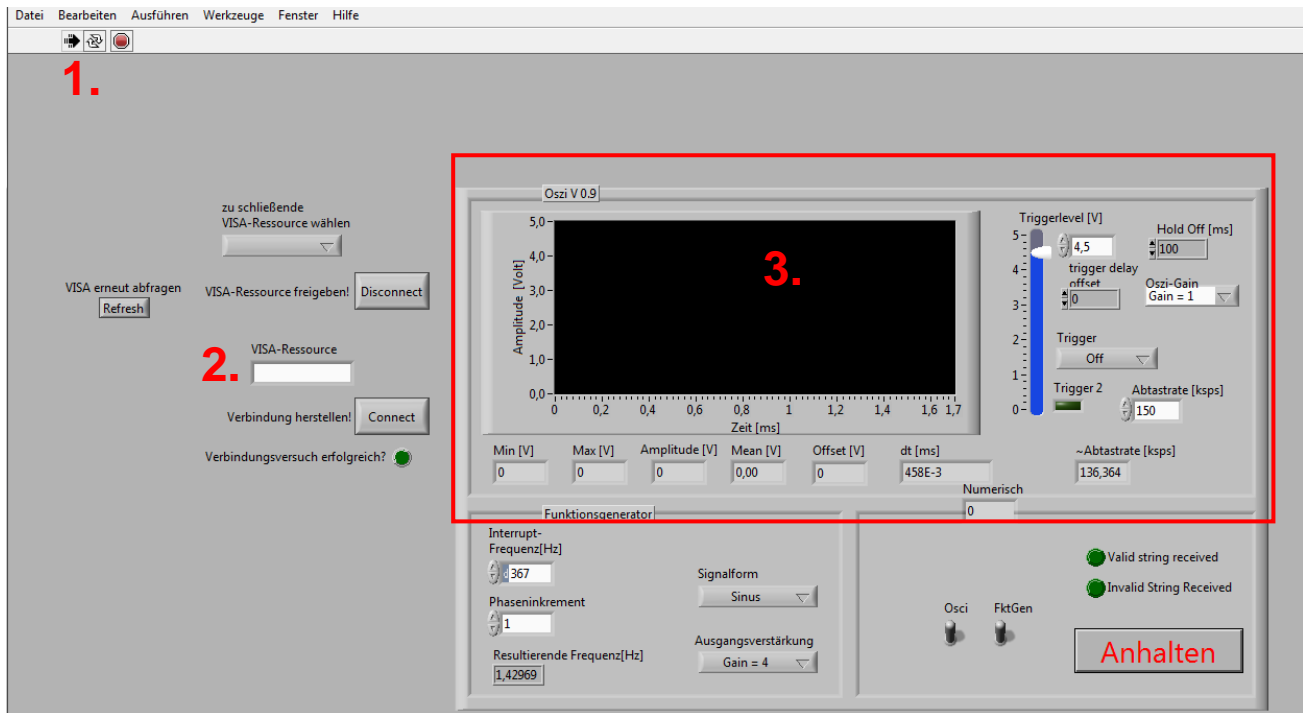 Datei Bearbeiten Ausführen Werkzeuge Fenster Hilfe
1.
zu schließende
VISA-Ressource wählen
VISA erneut abfragen
Refresh
VISA-Ressource freigeben! Disconnect
2.
VISA-Ressource
Verbindung herstellen! Connect
Verbindungsversuch erfolgreich?
Oszi V 0.9
3.
Amplitude [Volt]
5,0
4,0
3,0
2,0
1,0
0,0
0 0,2 0,4 0,6 0,8 1 1,2 1,4 1,6 1,7
Zeit [ms]
Triggerlevel [V]
5
4
3
2
1
0
4,5
Hold Off [ms]
100
trigger delay
offset
0
Oszi-Gain
Gain = 1
Trigger
Off
Trigger 2
Abtastrate [ksps]
150
Min [V] Max [V] Amplitude [V] Mean [V] Offset [V] dt [ms] ~Abtastrate [ksps]
0 0 0 0,00 0 458E-3 136,364
Numerisch
0
Funktionsgenerator
Interrupt-
Frequenz[Hz]
367
Phaseninkrement
1
Resultierende Frequenz[Hz]
1,42969
Signalform
Sinus
Ausgangsverstärkung
Gain = 4
Osci FktGen
Valid string received
Invalid String Received
Anhalten